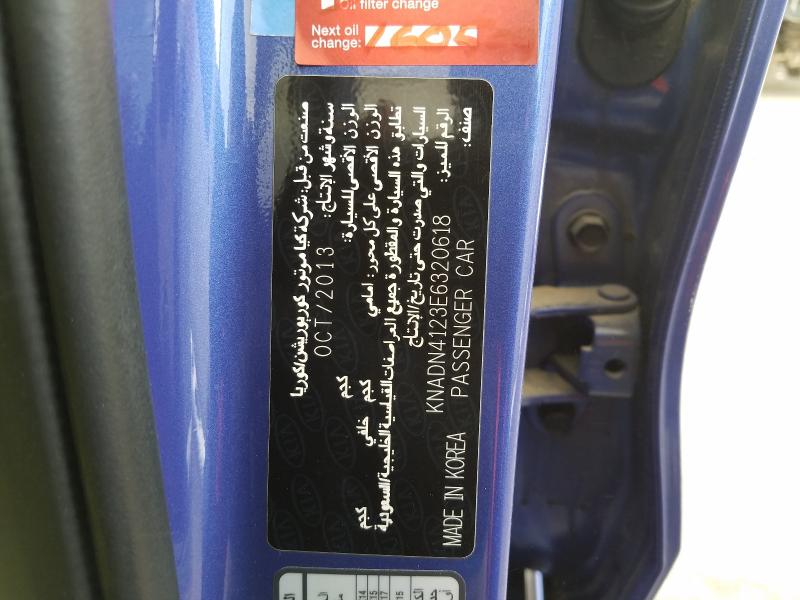 Oil filter change
Next oil
change:
صنعت من قبل: شركة كيا موتور كوربوريشن/كوريا
سنة وشهر الإنتاج: OCT/2013
الوزن الأقصى للسيارة: كجم
الوزن الأقصى على كل محور: امامي كجم خلفي كجم
تطابق هذه السيارة والمقطورة جميع المواصفات القياسية الخليجية/السعودية
السيارات والتي صدرت حتى تاريخ/الإنتاج
الرقم المميز: KNADN4123E6320618
صنف: PASSENGER CAR
MADE IN KOREA